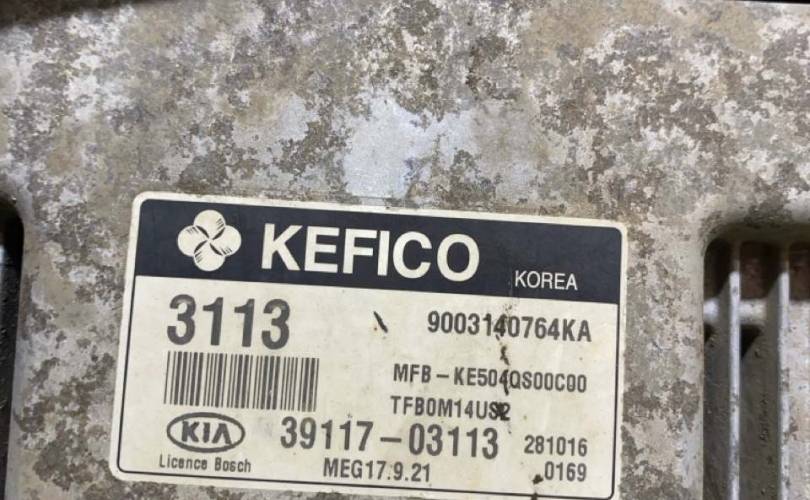 KEFICO KOREA
3113 9003140764KA
MFB-KE504QS00C00
TFB0M14US2
KIA 39117-03113 281016
Licence Bosch MEG17.9.21 0169